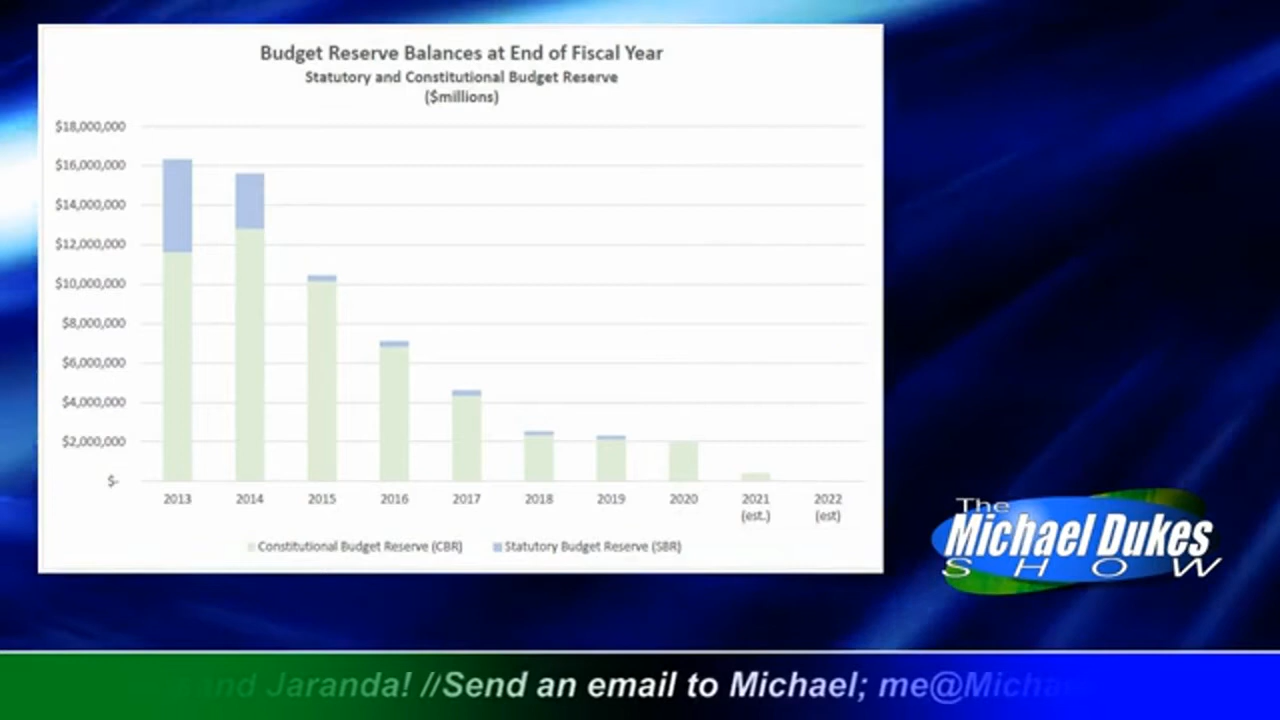 Budget Reserve Balances at End of Fiscal Year
Statutory and Constitutional Budget Reserve
($millions)
$18,000,000
$16,000,000
$14,000,000
$12,000,000
$10,000,000
$8,000,000
$6,000,000
$4,000,000
$2,000,000
$-
2013 2014 2015 2016 2017 2018 2019 2020 2021 2022
(est.) (est)
Constitutional Budget Reserve (CBR) Statutory Budget Reserve (SBR)
The
Michael Dukes
SHOW
and Jaranda! //Send an email to Michael; me@Micha